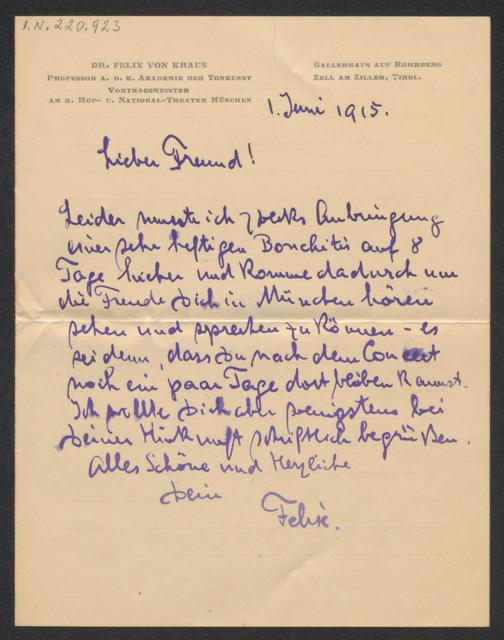 I.N. 220.923
DR. FELIX VON KRAUS
PROFESSOR A. D. K. AKADEMIE DER TONKUNST
VORTRAGSMEISTER
AM K. HOF- U. NATIONAL-THEATER MÜNCHEN
GALLERHAUS AUF ROHRBERG
ZELL AM ZILLER, TIROL.
1. Juni 1915.
Lieber Freund!
Leider musste ich zwecks Anbringung
einer sehr heftigen Bonchitis auf 8
Tage hieher und komme dadurch um
die Freude Dich in München hören
sehen und sprechen zu können – es
sei denn, dass Du nach dem Concert
noch ein paar Tage dort bleiben kannst.
Ich wollte Dich aber wenigstens bei
Deiner schriftlich begrüßen.
Alles Schöne und Herzliche
Dein
Felix.